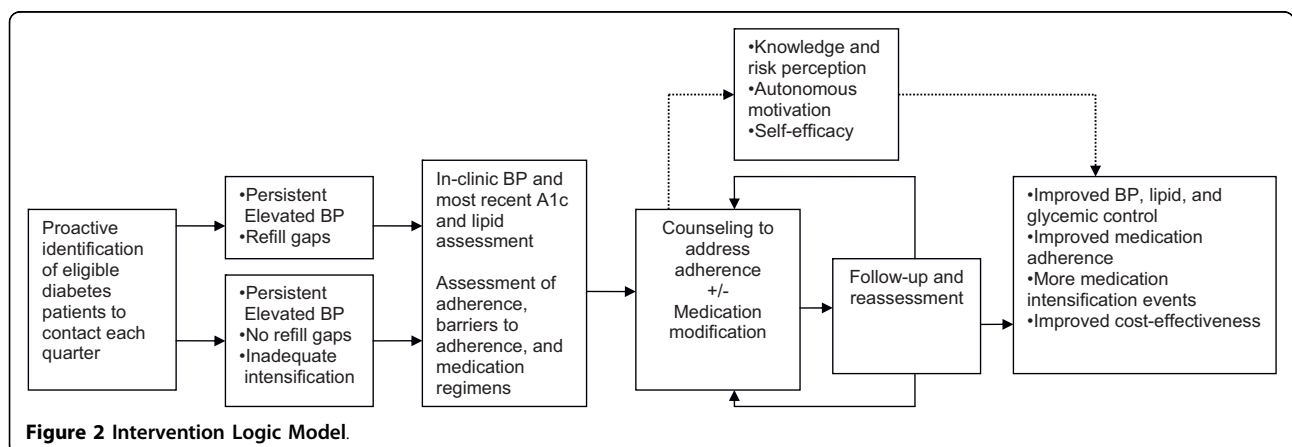 Proactive
identification
of eligible
diabetes
patients to
contact each
quarter
•Persistent
Elevated BP
•Refill gaps
•Persistent
Elevated BP
•No refill gaps
•Inadequate
intensification
In-clinic BP and
most recent A1c
and lipid
assessment
Assessment of
adherence,
barriers to
adherence, and
medication
regimens
Counseling to
address
adherence
+/-
Medication
modification
•Knowledge and
risk perception
•Autonomous
motivation
•Self-efficacy
Follow-up and
reassessment
•Improved BP, lipid, and
glycemic control
•Improved medication
adherence
•More medication
intensification events
•Improved cost-effectiveness
Figure 2 Intervention Logic Model.